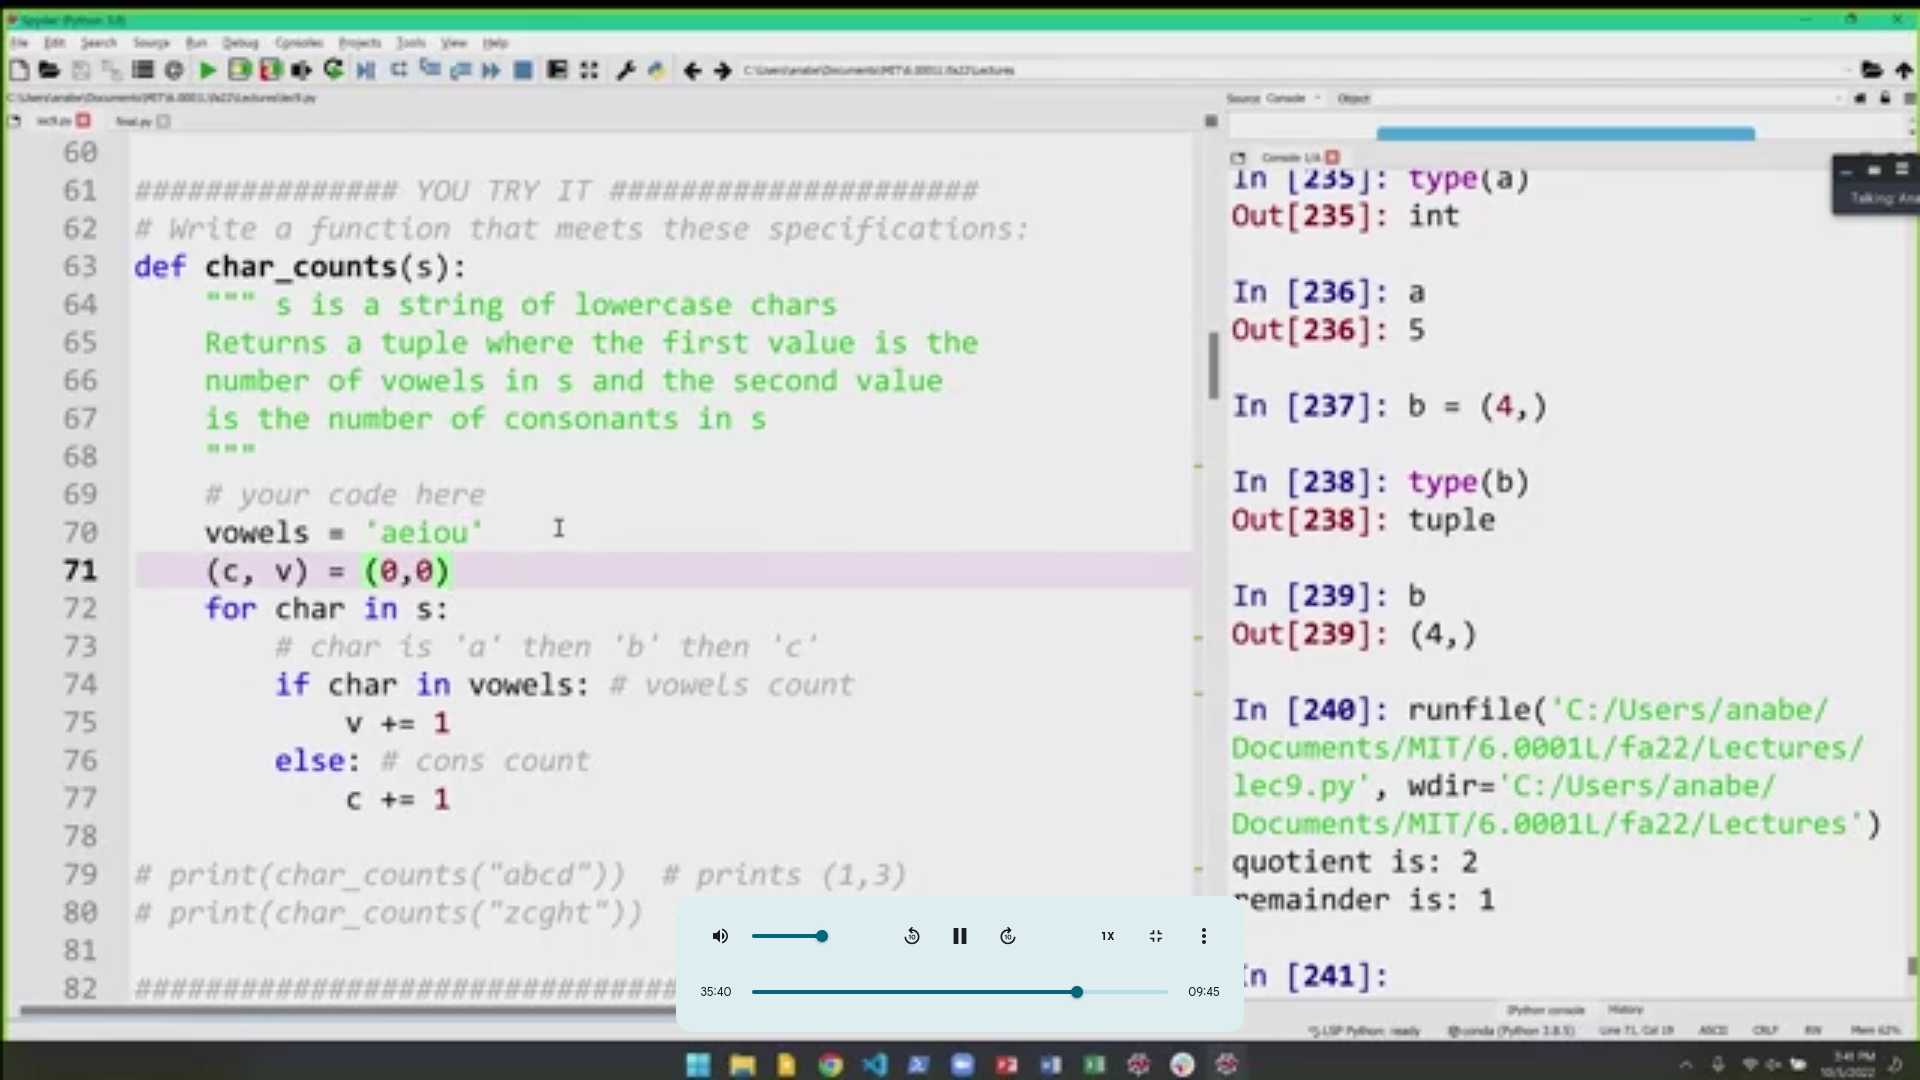 Spyder (Python 3.8)
File Edit Search Source Run Debug Consoles Projects Tools View Help
C:\Users\anabe\Documents\MIT\6.0001L\fa22\Lectures
C:\Users\anabe\Documents\MIT\6.0001L\fa22\Lectures\lec9.py
lec9.py final.py
60
61 ############### YOU TRY IT #####################
62 # Write a function that meets these specifications:
63 def char_counts(s):
64 """ s is a string of lowercase chars
65 Returns a tuple where the first value is the
66 number of vowels in s and the second value
67 is the number of consonants in s
68 """
69 # your code here
70 vowels = 'aeiou'
71 (c, v) = (0,0)
72 for char in s:
73 # char is 'a' then 'b' then 'c'
74 if char in vowels: # vowels count
75 v += 1
76 else: # cons count
77 c += 1
78
79 # print(char_counts("abcd")) # prints (1,3)
80 # print(char_counts("zcght"))
81
82 ###############################
Source Console Object
Console 1/A
Talking: Ana
In [235]: type(a)
Out[235]: int
In [236]: a
Out[236]: 5
In [237]: b = (4,)
In [238]: type(b)
Out[238]: tuple
In [239]: b
Out[239]: (4,)
In [240]: runfile('C:/Users/anabe/
Documents/MIT/6.0001L/fa22/Lectures/
lec9.py', wdir='C:/Users/anabe/
Documents/MIT/6.0001L/fa22/Lectures')
quotient is: 2
remainder is: 1
In [241]:
10 10 1X
35:40 09:45
IPython console History
LSP Python: ready conda (Python 3.8.5) Line 71, Col 19 ASCII CRLF RW Mem 62%
3:41 PM
10/5/2022